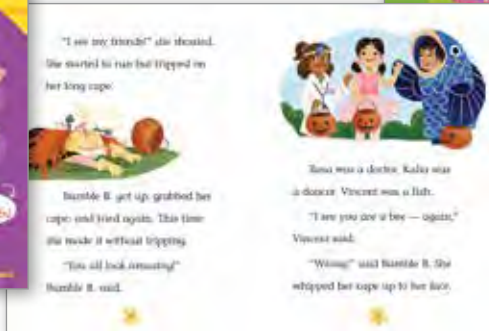 "I see my friends!" she shouted.
She started to run but tripped on
her long cape.
Bumble B. got up, grabbed her
cape, and tried again. This time
she made it without tripping.
"You all look amazing!"
Bumble B. said.
Rosa was a doctor. Kalia was
a dancer. Vincent was a fish.
"I see you are a bee — again,"
Vincent said.
"Wrong!" said Bumble B. She
whipped her cape up to her face.